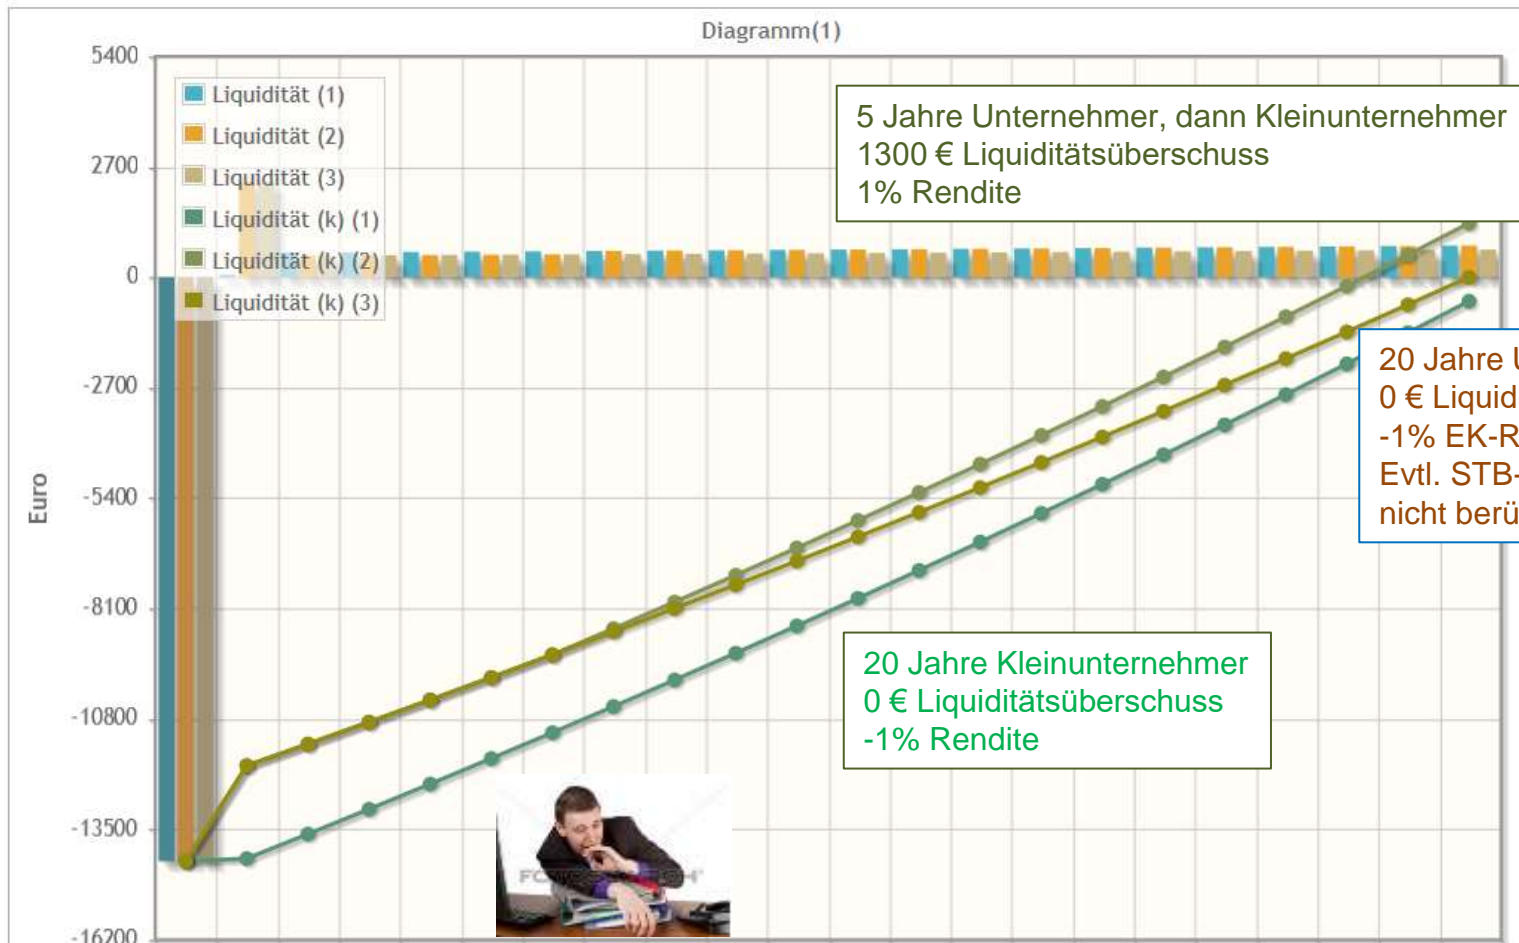 Diagramm(1)
5400
2700
0
-2700
-5400
-8100
-10800
-13500
-16200
Euro
Liquidität (1)
Liquidität (2)
Liquidität (3)
Liquidität (k) (1)
Liquidität (k) (2)
Liquidität (k) (3)
5 Jahre Unternehmer, dann Kleinunternehmer
1300 € Liquiditätsüberschuss
1% Rendite
20 Jahre U
0 € Liquid
-1% EK-R
Evtl. STB-
nicht berü
20 Jahre Kleinunternehmer
0 € Liquiditätsüberschuss
-1% Rendite